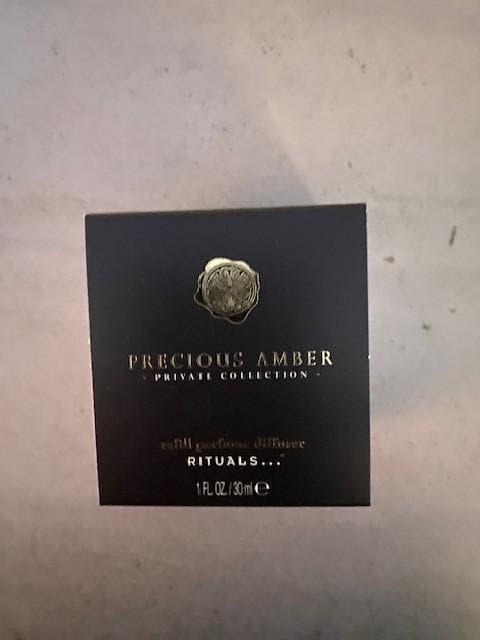 PRECIOUS AMBER
- PRIVATE COLLECTION -
refill perfume diffuser
RITUALS...®
1 FL. OZ. / 30 ml ℮